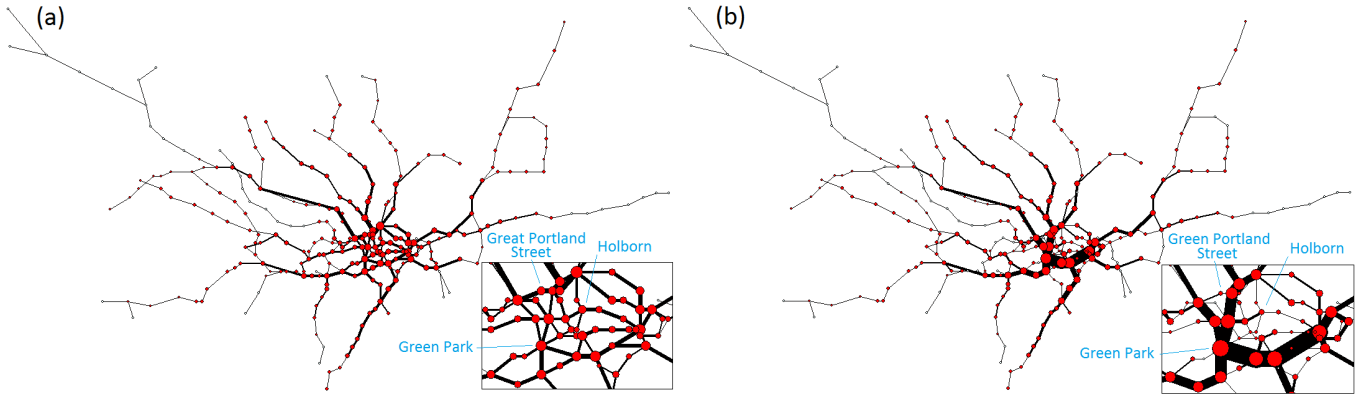 (a)
Great Portland
Street
Holborn
Green Park
(b)
Green Portland
Street
Holborn
Green Park